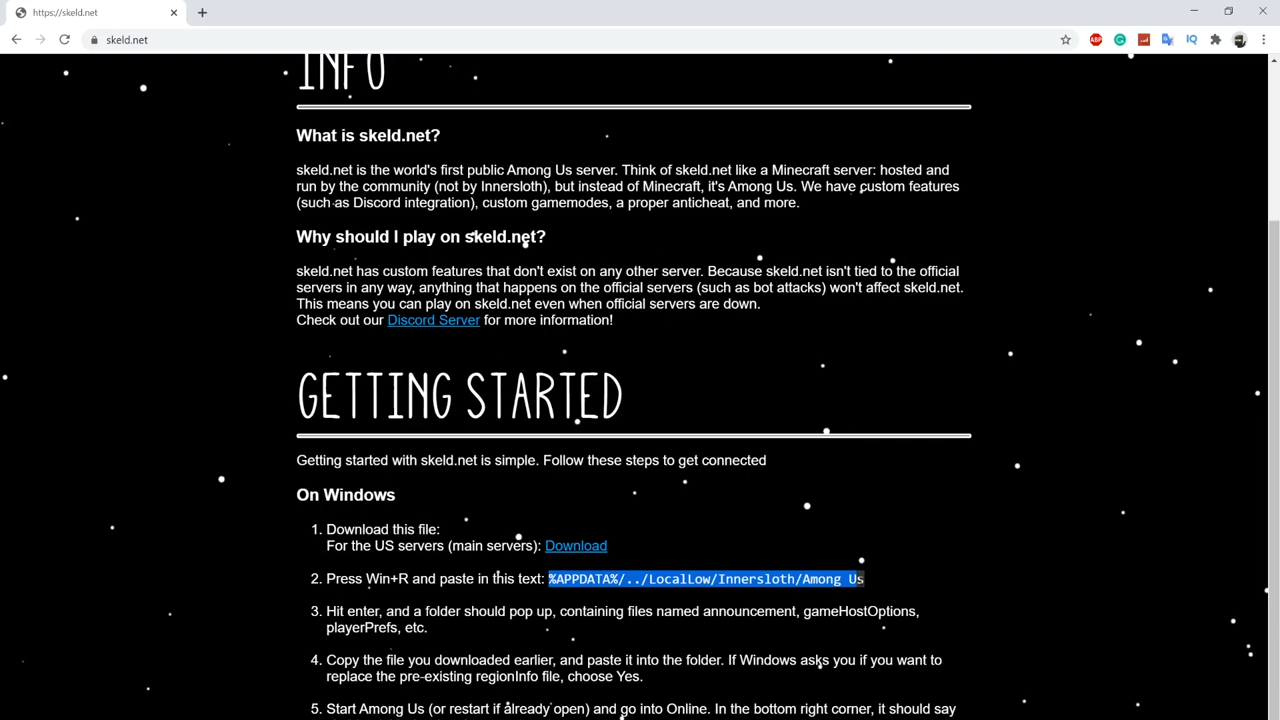 https://skeld.net
skeld.net
ABP
IQ
INFO
What is skeld.net?
skeld.net is the world's first public Among Us server. Think of skeld.net like a Minecraft server: hosted and
run by the community (not by Innersloth), but instead of Minecraft, it's Among Us. We have custom features
(such as Discord integration), custom gamemodes, a proper anticheat, and more.
Why should I play on skeld.net?
skeld.net has custom features that don't exist on any other server. Because skeld.net isn't tied to the official
servers in any way, anything that happens on the official servers (such as bot attacks) won't affect skeld.net.
This means you can play on skeld.net even when official servers are down.
Check out our Discord Server for more information!
GETTING STARTED
Getting started with skeld.net is simple. Follow these steps to get connected
On Windows
1. Download this file:
For the US servers (main servers): Download
2. Press Win+R and paste in this text: %APPDATA%/../LocalLow/Innersloth/Among Us
3. Hit enter, and a folder should pop up, containing files named announcement, gameHostOptions,
playerPrefs, etc.
4. Copy the file you downloaded earlier, and paste it into the folder. If Windows asks you if you want to
replace the pre-existing regionInfo file, choose Yes.
5. Start Among Us (or restart if already open) and go into Online. In the bottom right corner, it should say